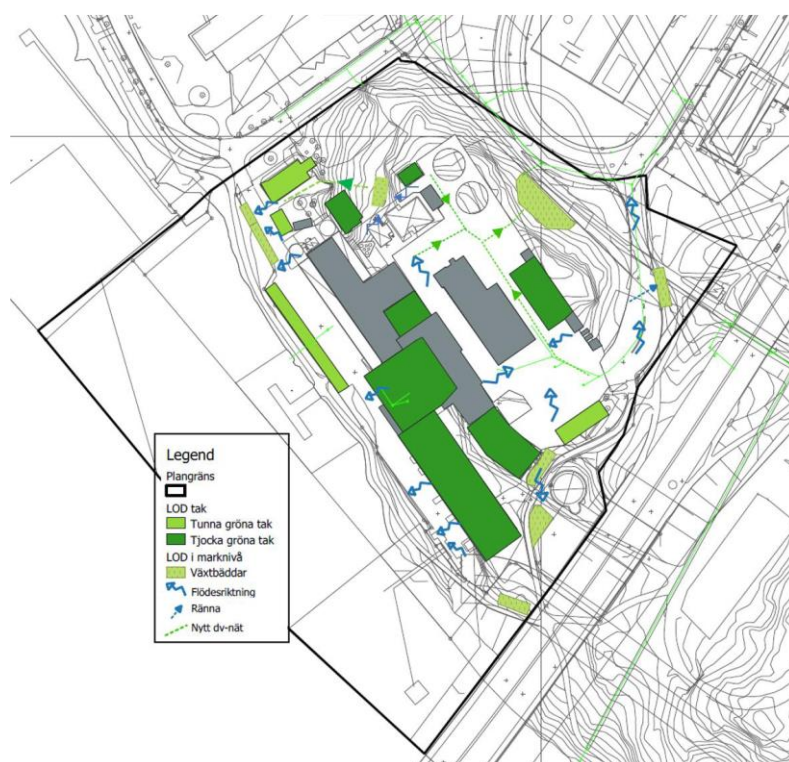 Legend
Plangräns
LOD tak
Tunna gröna tak
Tjocka gröna tak
LOD i marknivå
Växtbäddar
Flödesriktning
Ränna
Nytt dv-nät